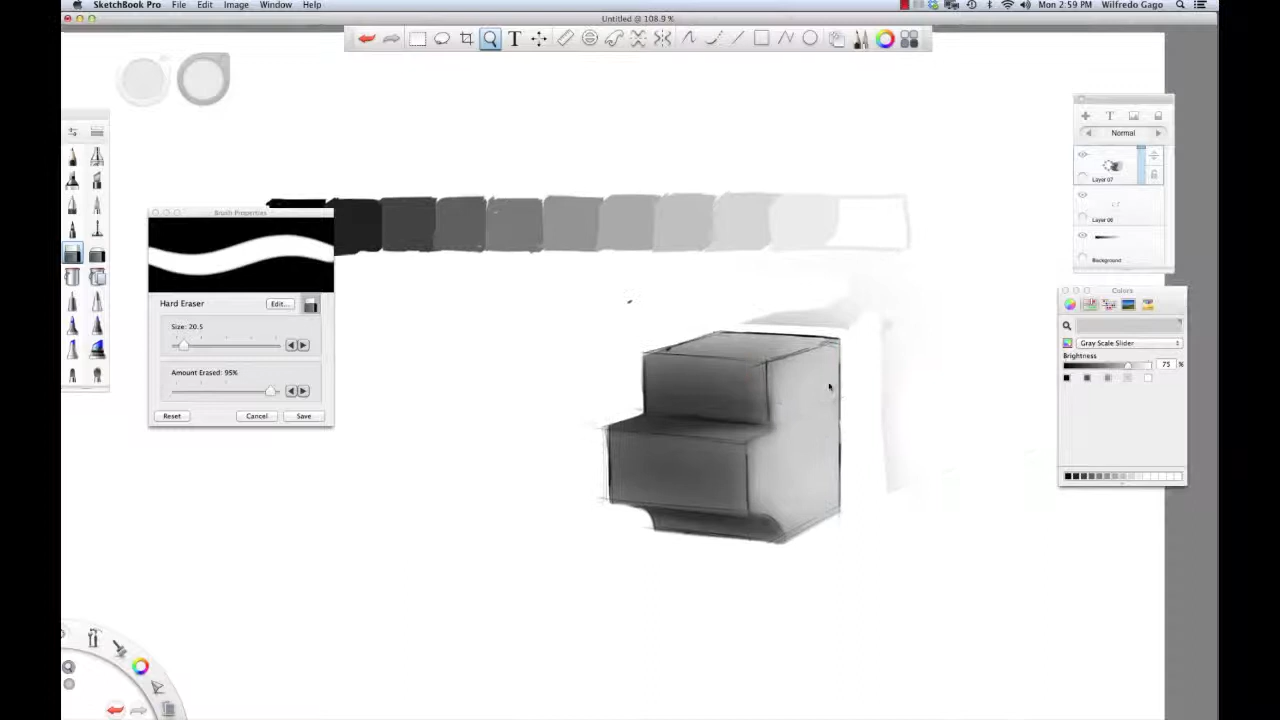 SketchBook Pro File Edit Image Window Help Mon 2:59 PM Wilfredo Gago
Untitled @ 108.9 %
T
Brush Properties
Hard Eraser Edit...
Size: 20.5
Amount Erased: 95%
Reset Cancel Save
T
Normal
Layer 07
Layer 06
Background
Colors
Gray Scale Slider
Brightness
75 %